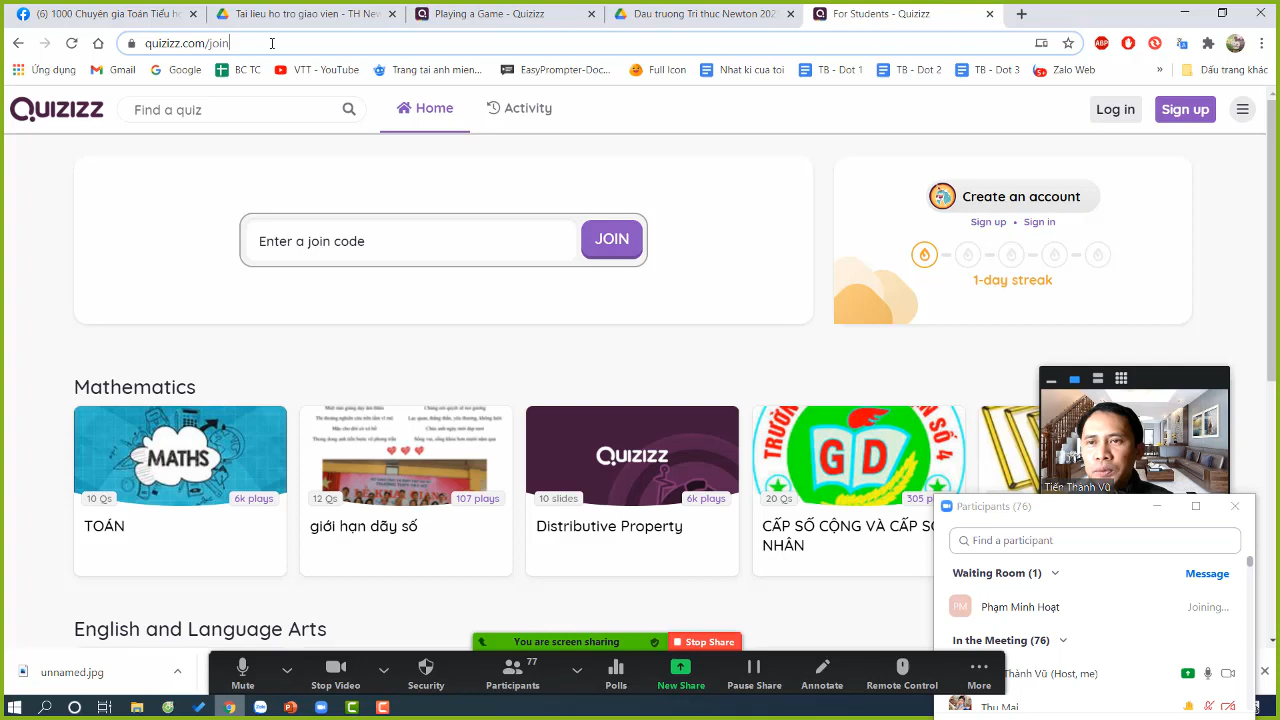 1000 Chuyên gia Toán Tiểu họ
Tai lieu ho tro giao vien - TH Nev
Playing a Game - Quizizz
Dau truong Tri thuc Newton 202
For Students - Quizizz
quizizz.com/join
ABP
Ứng dụng
Gmail
Google
BC TC
VTT - YouTube
Trang tai sin mien...
EasyPrompter-Doc...
Full Icon
Nhat ki cua toi
TB - Dot 1
TB - Dot 2
TB - Dot 3
Zalo Web
»
Dấu trang khác
QUIZIZZ
Find a quiz
Home
Activity
Log in
Sign up
Enter a join code
JOIN
Create an account
Sign up • Sign in
1-day streak
Mathematics
MATHS
10 Qs
6k plays
TOÁN
12 Qs
107 plays
giới hạn dãy số
QUIZIZZ
10 slides
6k plays
Distributive Property
TRƯỜNG
SỐ 4
GD
20 Qs
305 p
CẤP SỐ CỘNG VÀ CẤP SỐ
NHÂN
Tiến Thành Vũ
Participants (76)
Find a participant
Waiting Room (1)
Message
PM
Phạm Minh Hoạt
Joining...
In the Meeting (76)
Thành Vũ (Host, me)
Thu Mai
English and Language Arts
You are screen sharing
Stop Share
unnamed.jpg
Mute
Stop Video
Security
77
Participants
Polls
New Share
Pause Share
Annotate
Remote Control
More